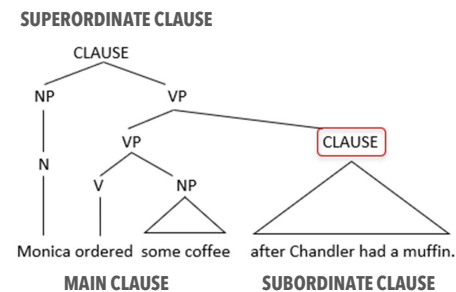 SUPERORDINATE CLAUSE
CLAUSE
NP VP
VP CLAUSE
N
V NP
Monica ordered some coffee after Chandler had a muffin.
MAIN CLAUSE SUBORDINATE CLAUSE